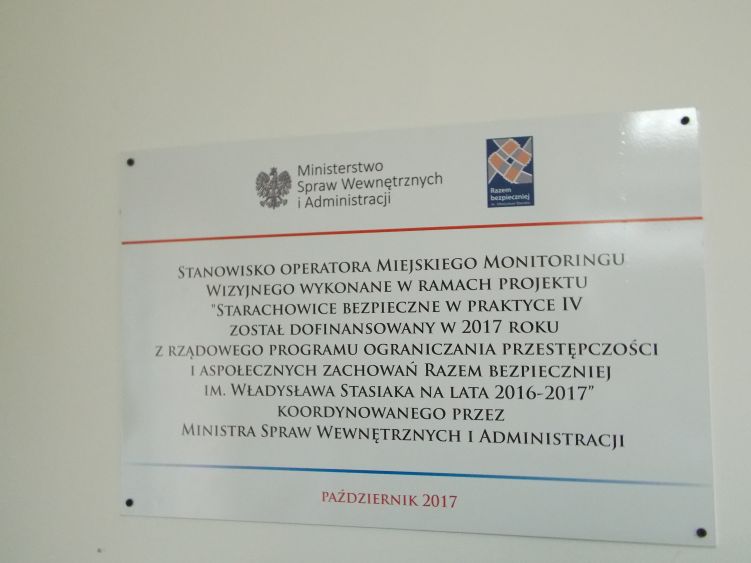 Ministerstwo
Spraw Wewnętrznych
i Administracji
Razem
bezpieczniej
STANOWISKO OPERATORA MIEJSKIEGO MONITORINGU
WIZYJNEGO WYKONANE W RAMACH PROJEKTU
"STARACHOWICE BEZPIECZNE W PRAKTYCE IV
ZOSTAŁ DOFINANSOWANY W 2017 ROKU
Z RZĄDOWEGO PROGRAMU OGRANICZANIA PRZESTĘPCZOŚCI
I ASPOŁECZNYCH ZACHOWAŃ RAZEM BEZPIECZNIEJ
IM. WŁADYSŁAWA STASIAKA NA LATA 2016-2017”
KOORDYNOWANEGO PRZEZ
MINISTRA SPRAW WEWNĘTRZNYCH I ADMINISTRACJI
PAŹDZIERNIK 2017